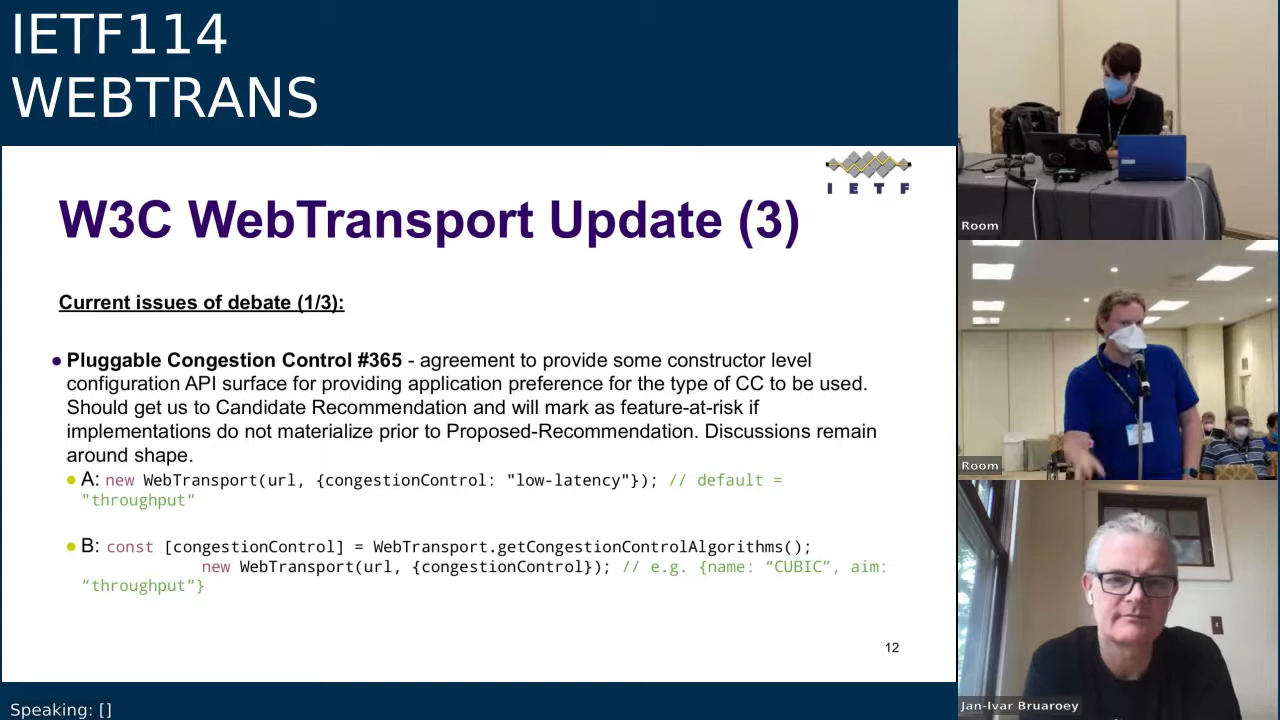 IETF114
WEBTRANS
I E T F
W3C WebTransport Update (3)
Current issues of debate (1/3):
Pluggable Congestion Control #365 - agreement to provide some constructor level
configuration API surface for providing application preference for the type of CC to be used.
Should get us to Candidate Recommendation and will mark as feature-at-risk if
implementations do not materialize prior to Proposed-Recommendation. Discussions remain
around shape.
A: new WebTransport(url, {congestionControl: "low-latency"}); // default =
"throughput"
B: const [congestionControl] = WebTransport.getCongestionControlAlgorithms();
new WebTransport(url, {congestionControl}); // e.g. {name: “CUBIC”, aim:
“throughput”}
12
Speaking: []
Room
Room
Jan-Ivar Bruaroey